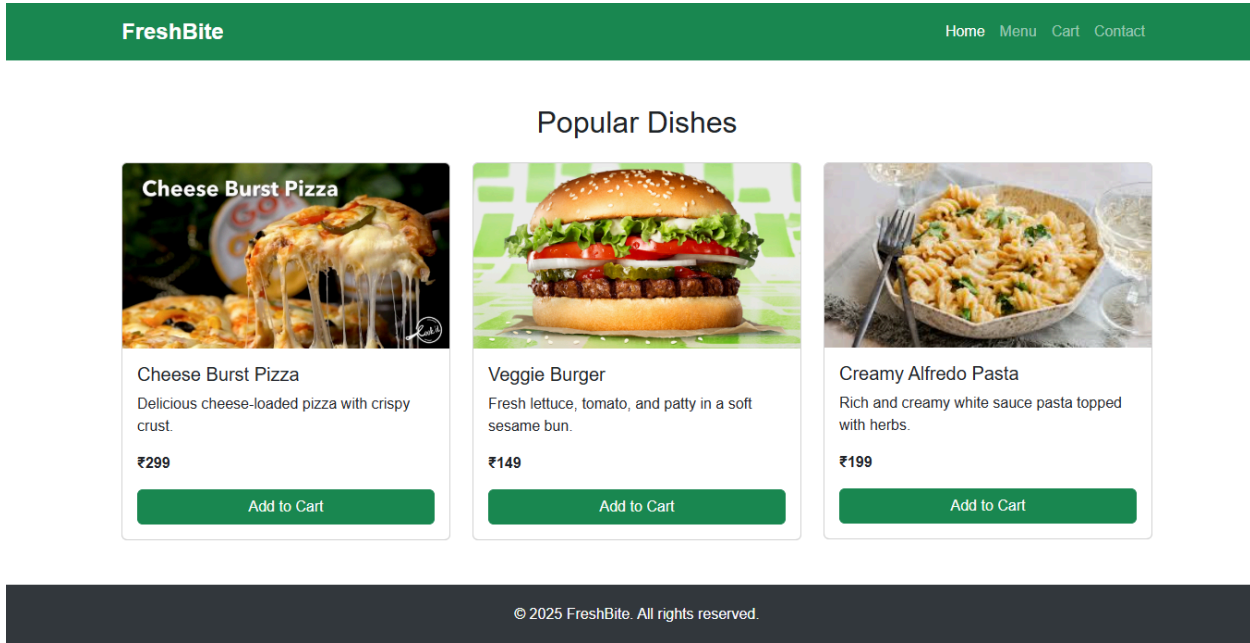 FreshBite
Home Menu Cart Contact
Popular Dishes
Cheese Burst Pizza
Cook'd
Cheese Burst Pizza
Delicious cheese-loaded pizza with crispy
crust.
₹299
Add to Cart
Veggie Burger
Fresh lettuce, tomato, and patty in a soft
sesame bun.
₹149
Add to Cart
Creamy Alfredo Pasta
Rich and creamy white sauce pasta topped
with herbs.
₹199
Add to Cart
© 2025 FreshBite. All rights reserved.